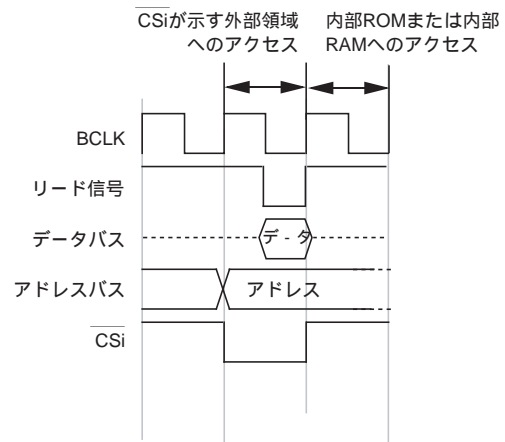 CSiが示す外部領域
へのアクセス
内部ROMまたは内部
RAMへのアクセス
BCLK
リード信号
データバス
デ - タ
アドレスバス
アドレス
CSi